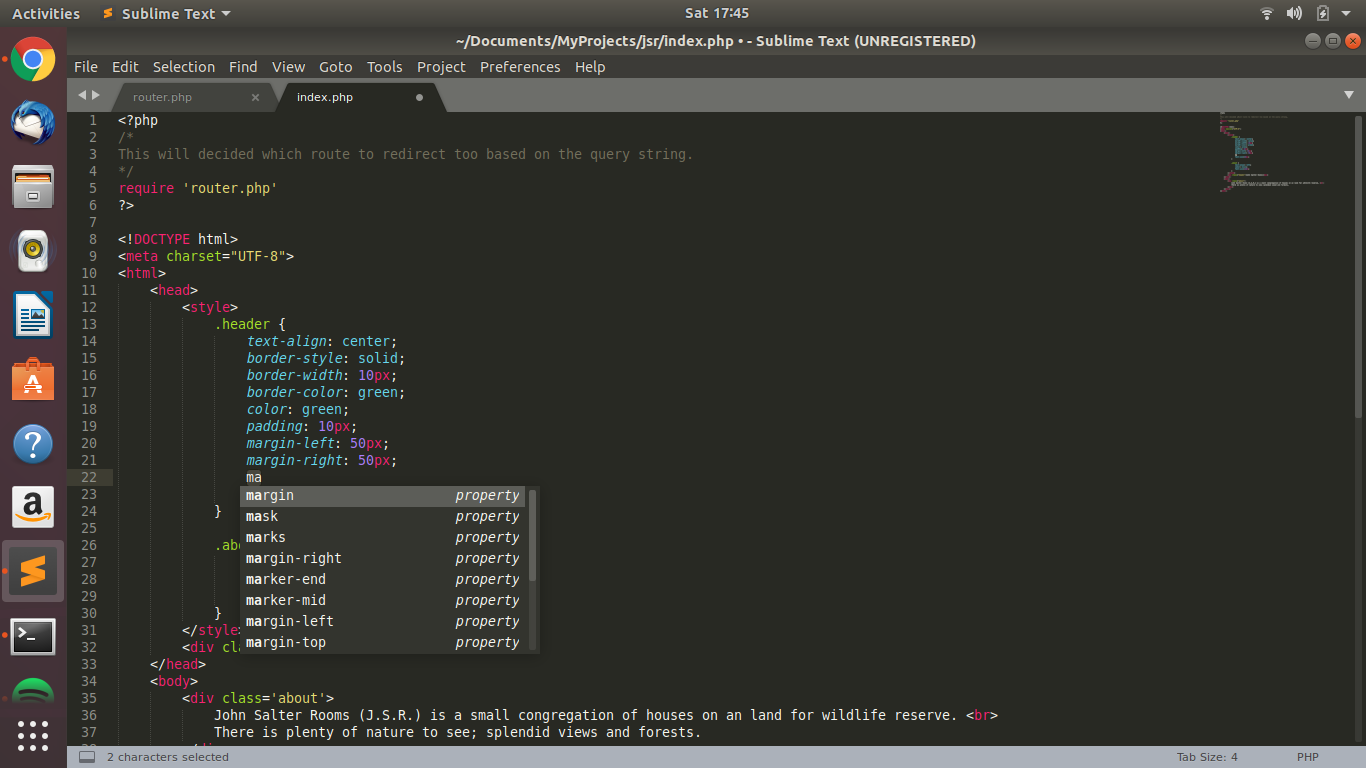 Activities Sublime Text Sat 17:45
~/Documents/MyProjects/jsr/index.php • - Sublime Text (UNREGISTERED)
File Edit Selection Find View Goto Tools Project Preferences Help
router.php × index.php
1 <?php
2 /*
3 This will decided which route to redirect too based on the query string.
4 */
5 require 'router.php'
6 ?>
7
8 <!DOCTYPE html>
9 <meta charset="UTF-8">
10 <html>
11 <head>
12 <style>
13 .header {
14 text-align: center;
15 border-style: solid;
16 border-width: 10px;
17 border-color: green;
18 color: green;
19 padding: 10px;
20 margin-left: 50px;
21 margin-right: 50px;
22 ma
23 margin property
24 } mask property
25 marks property
26 .abo margin-right property
27
28 marker-end property
29 marker-mid property
30 } margin-left property
31 </style>
32 <div cl margin-top property
33 </head>
34 <body>
35 <div class='about'>
36 John Salter Rooms (J.S.R.) is a small congregation of houses on an land for wildlife reserve. <br>
37 There is plenty of nature to see; splendid views and forests.
2 characters selected Tab Size: 4 PHP